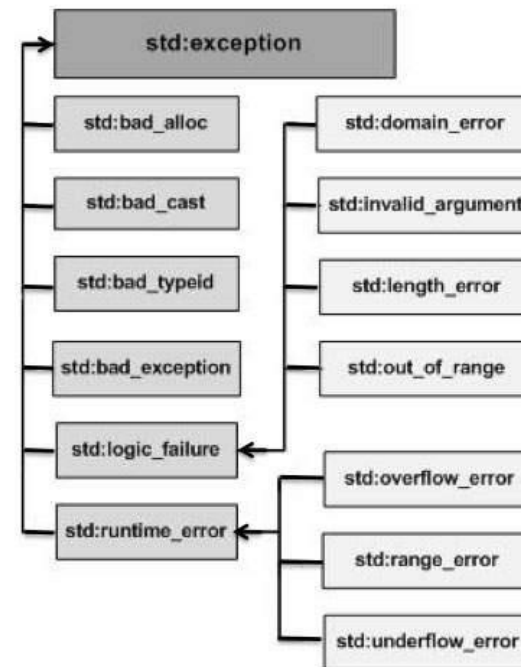 std:exception
std:bad_alloc
std:bad_cast
std:bad_typeid
std:bad_exception
std:logic_failure
std:runtime_error
std:domain_error
std:invalid_argument
std:length_error
std:out_of_range
std:overflow_error
std:range_error
std:underflow_error